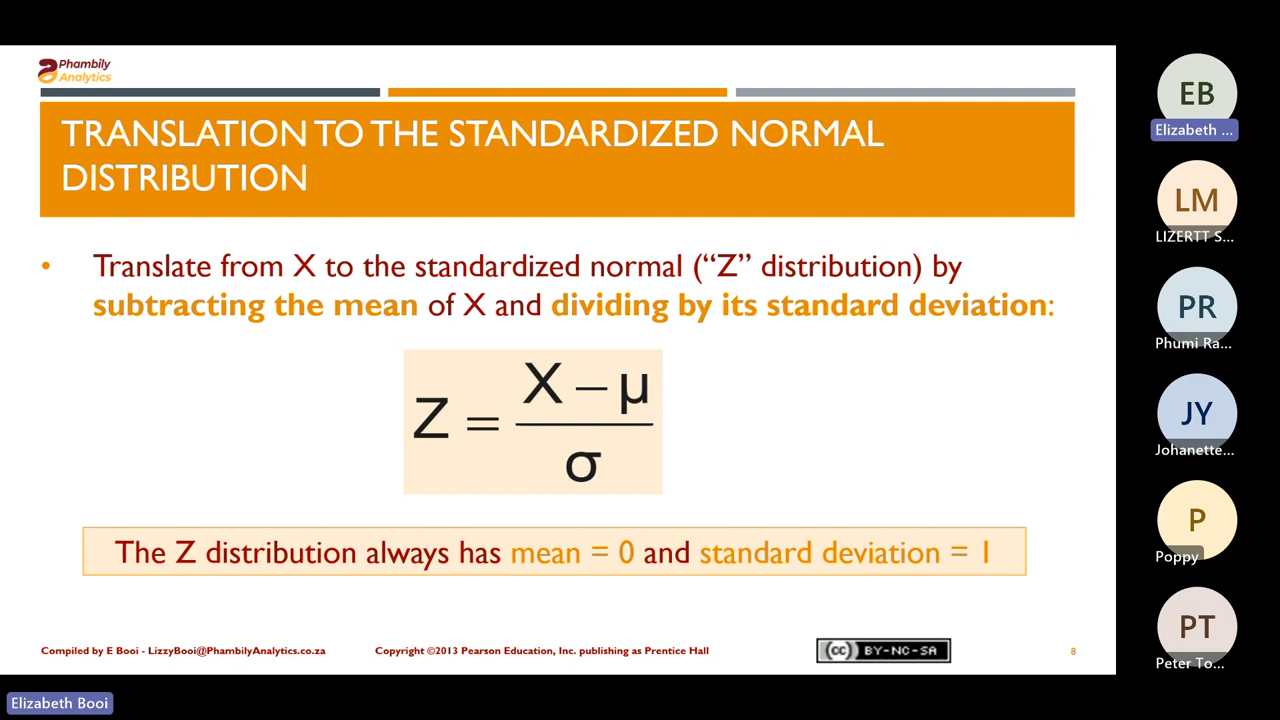 Phambily
Analytics
TRANSLATION TO THE STANDARDIZED NORMAL
DISTRIBUTION
• Translate from X to the standardized normal (“Z” distribution) by
subtracting the mean of X and dividing by its standard deviation:
Z = (X – μ) / σ
The Z distribution always has mean = 0 and standard deviation = 1
Compiled by E Booi - LizzyBooi@PhambilyAnalytics.co.za
Copyright ©2013 Pearson Education, Inc. publishing as Prentice Hall
cc BY-NC-SA
8
EB
Elizabeth ...
LM
LIZERTT S...
PR
Phumi Ra...
JY
Johanette...
P
Poppy
PT
Peter To...
Elizabeth Booi